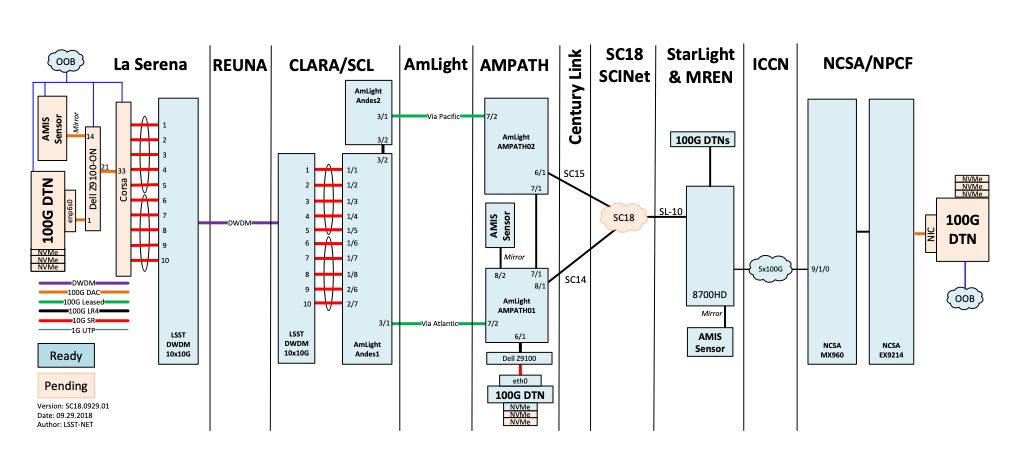 OOB
La Serena
REUNA
CLARA/SCL
AmLight
AMPATH
Century Link
SC18
SCINet
StarLight
& MREN
ICCN
NCSA/NPCF
AMIS
Sensor
Mirror
14
Dell Z9100-ON
21
33
Corsa
1
100G DTN
enp660
NVMe
NVMe
NVMe
1
2
3
4
5
6
7
8
9
10
LSST
DWDM
10x10G
DWDM
1
2
3
4
5
6
7
8
9
10
LSST
DWDM
10x10G
AmLight
Andes2
3/1
3/2
3/2
1/1
1/2
1/3
1/4
1/5
1/6
1/7
1/8
2/6
2/7
3/1
AmLight
Andes1
Via Pacific
Via Atlantic
7/2
AmLight
AMPATH02
6/1
7/1
AMIS
Sensor
Mirror
8/2
7/1
8/1
AmLight
AMPATH01
7/2
6/1
Dell Z9100
eth0
100G DTN
NVMe
NVMe
NVMe
SC15
SC14
SC18
SL-10
100G DTNs
8700HD
Mirror
AMIS
Sensor
5x100G
9/1/0
NCSA
MX960
NCSA
EX9214
NVMe
NVMe
NVMe
NIC
100G
DTN
OOB
DWDM
100G DAC
100G Leased
100G LR4
10G SR
1G UTP
Ready
Pending
Version: SC18.0929.01
Date: 09.29.2018
Author: LSST-NET